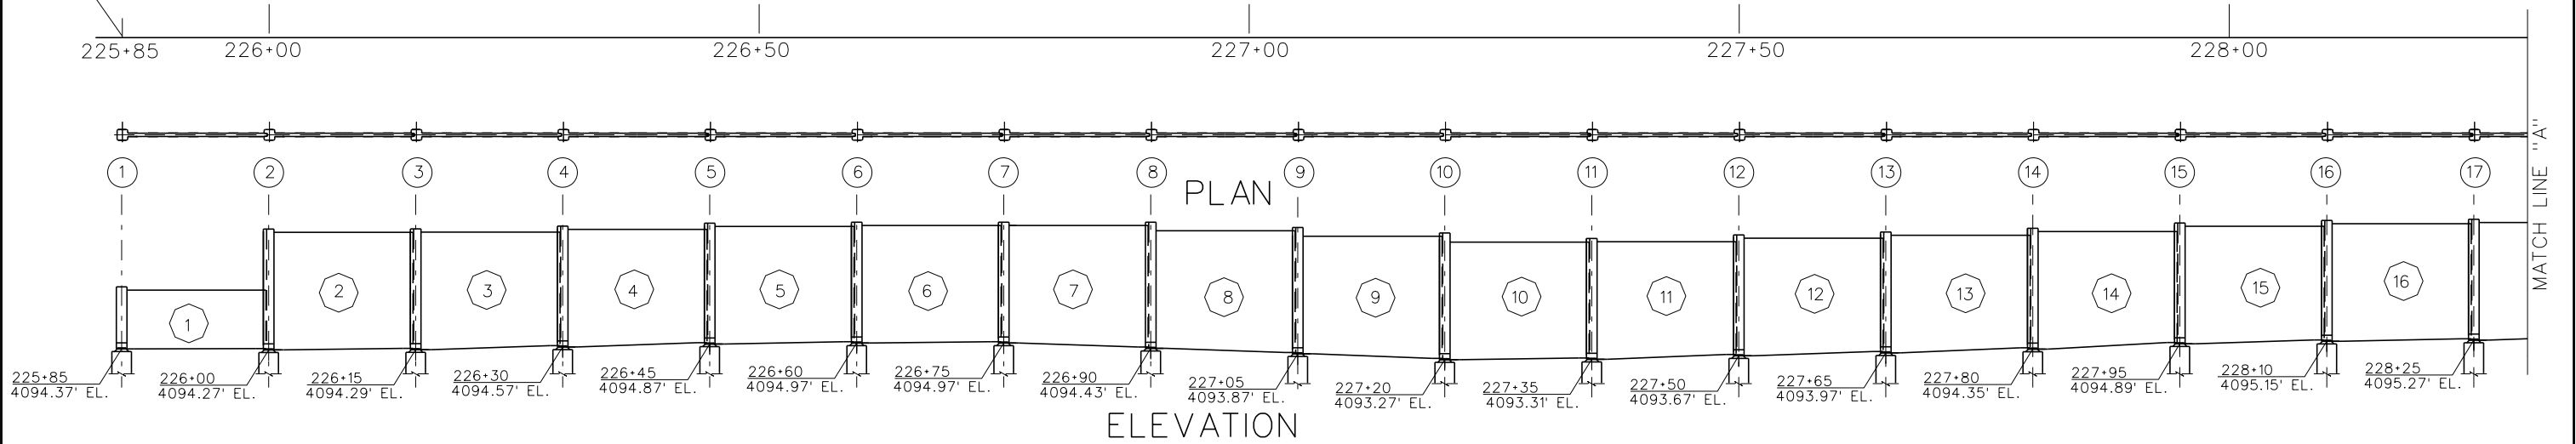 225+85
226+00
226+50
227+00
227+50
228+00
1
2
3
4
5
6
7
8
9
10
11
12
13
14
15
16
17
PLAN
MATCH LINE "A"
1
2
3
4
5
6
7
8
9
10
11
12
13
14
15
16
225+85
4094.37' EL.
226+00
4094.27' EL.
226+15
4094.29' EL.
226+30
4094.57' EL.
226+45
4094.87' EL.
226+60
4094.97' EL.
226+75
4094.97' EL.
226+90
4094.43' EL.
227+05
4093.87' EL.
227+20
4093.27' EL.
227+35
4093.31' EL.
227+50
4093.67' EL.
227+65
4093.97' EL.
227+80
4094.35' EL.
227+95
4094.89' EL.
228+10
4095.15' EL.
228+25
4095.27' EL.
ELEVATION